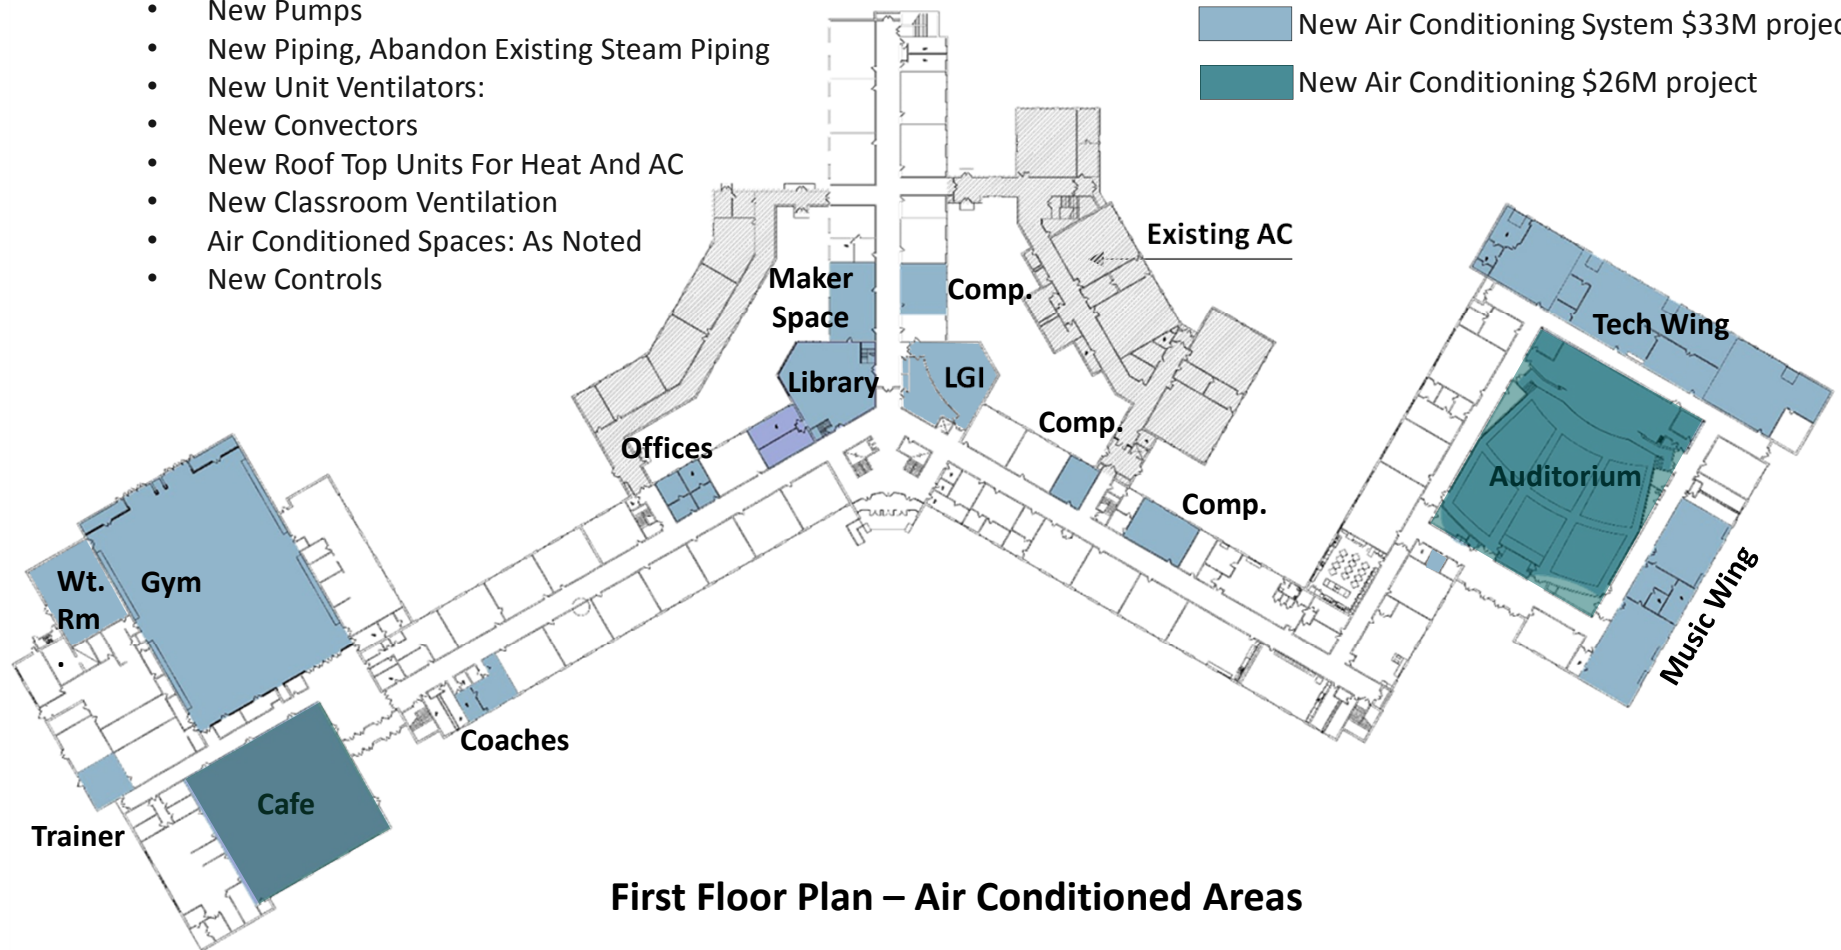 • New Pumps
• New Piping, Abandon Existing Steam Piping
• New Unit Ventilators:
• New Convectors
• New Roof Top Units For Heat And AC
• New Classroom Ventilation
• Air Conditioned Spaces: As Noted
• New Controls
New Air Conditioning System $33M projec
New Air Conditioning $26M project
Existing AC
Maker
Space
Comp.
Tech Wing
Library
LGI
Comp.
Offices
Auditorium
Comp.
Wt.
Rm
.
Gym
Music Wing
Coaches
Cafe
Trainer
First Floor Plan – Air Conditioned Areas